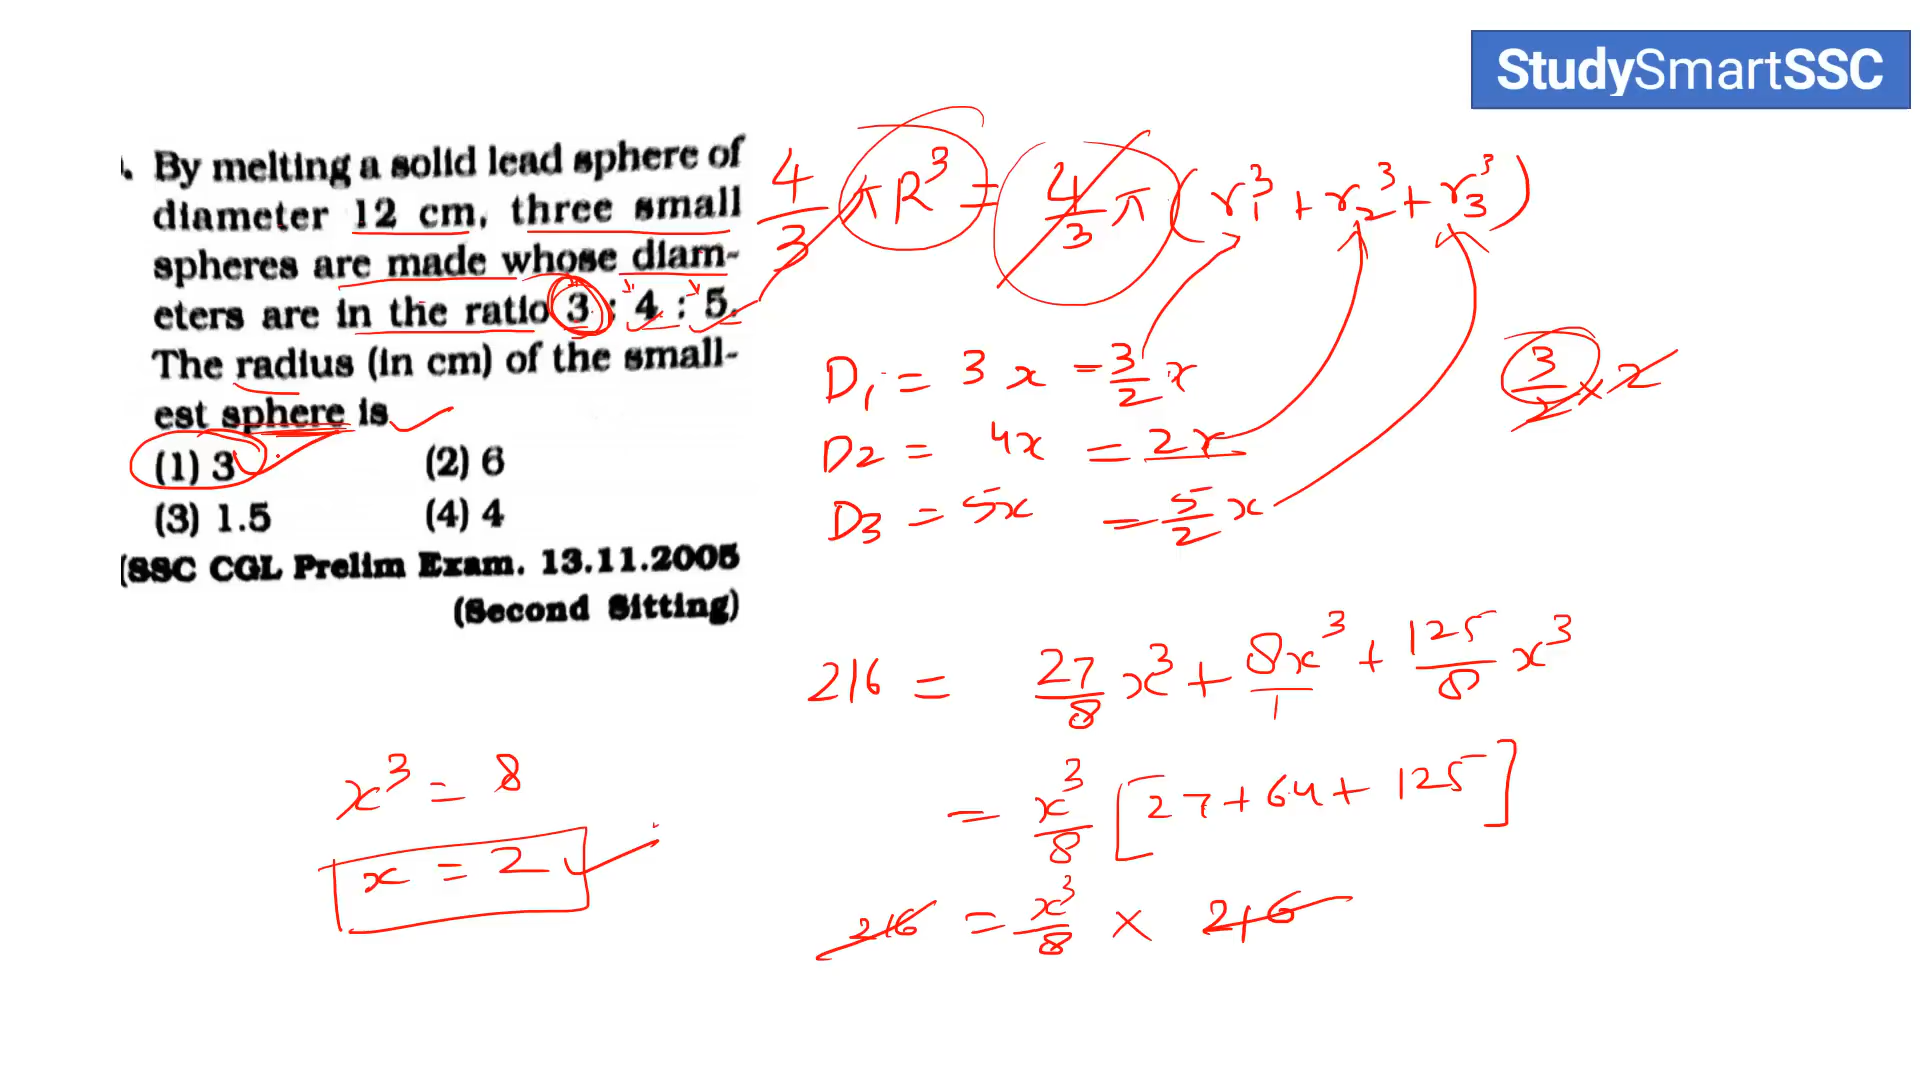 StudySmartSSC
. By melting a solid lead sphere of
diameter 12 cm, three small
spheres are made whose diam-
eters are in the ratio 3 : 4 : 5.
The radius (in cm) of the small-
est sphere is
(1) 3 (2) 6
(3) 1.5 (4) 4
(SSC CGL Prelim Exam. 13.11.2005
(Second Sitting)
4/3 πR³ = 4/3 π (r₁³ + r₂³ + r₃³)
D₁ = 3x = 3/2 x
D2 = 4x = 2x
D3 = 5x = 5/2 x
3/2 × 2
216 = 27/8 x³ + 8x³/1 + 125/8 x³
= x³/8 [27 + 64 + 125]
216 = x³/8 × 216
x³ = 8
x = 2